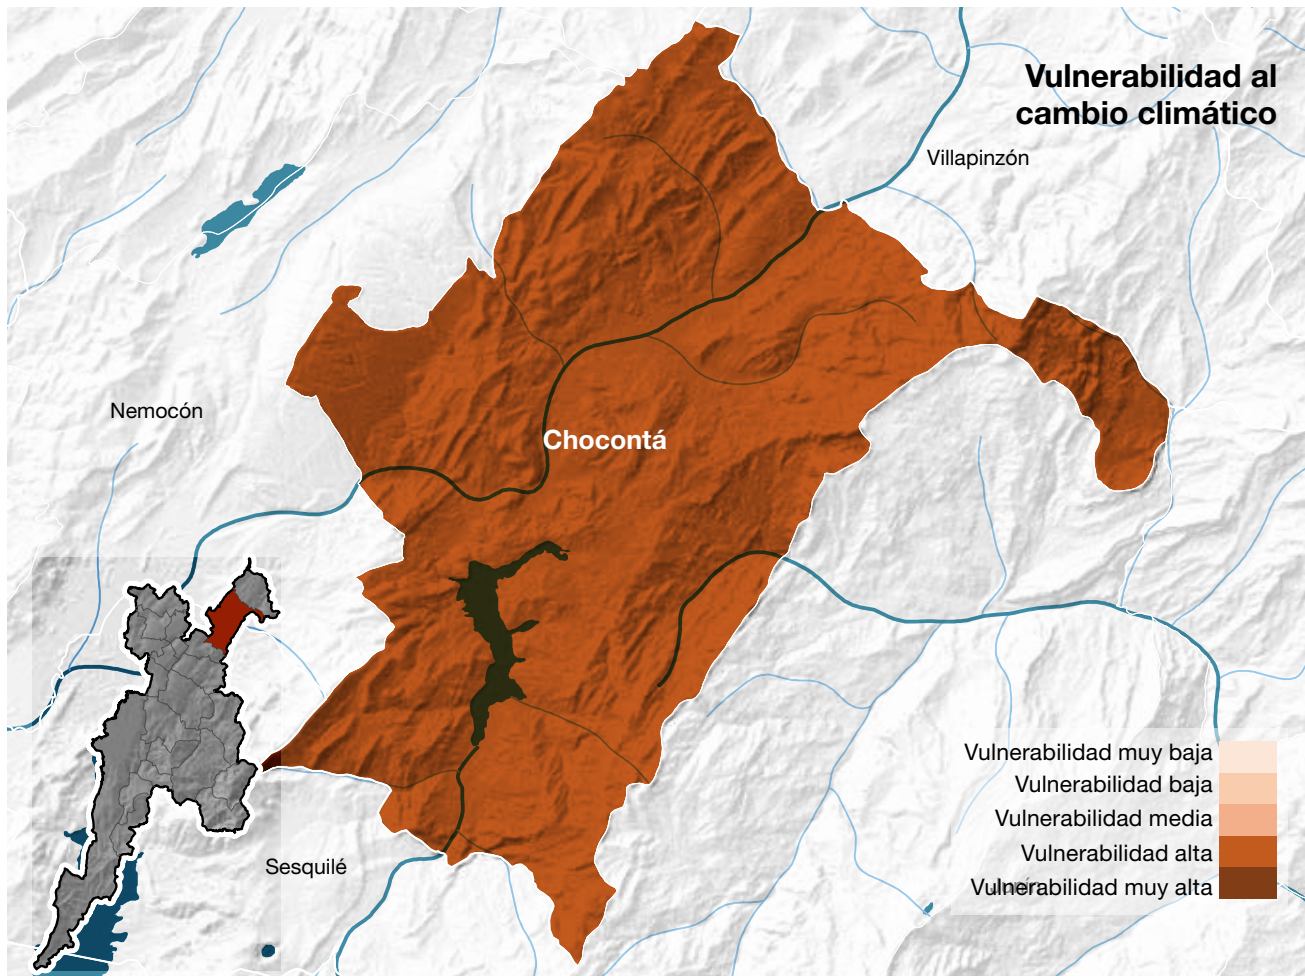 Vulnerabilidad al
cambio climático
Villapinzón
Nemocón
Chocontá
Sesquilé
Vulnerabilidad muy baja
Vulnerabilidad baja
Vulnerabilidad media
Vulnerabilidad alta
Vulnerabilidad muy alta